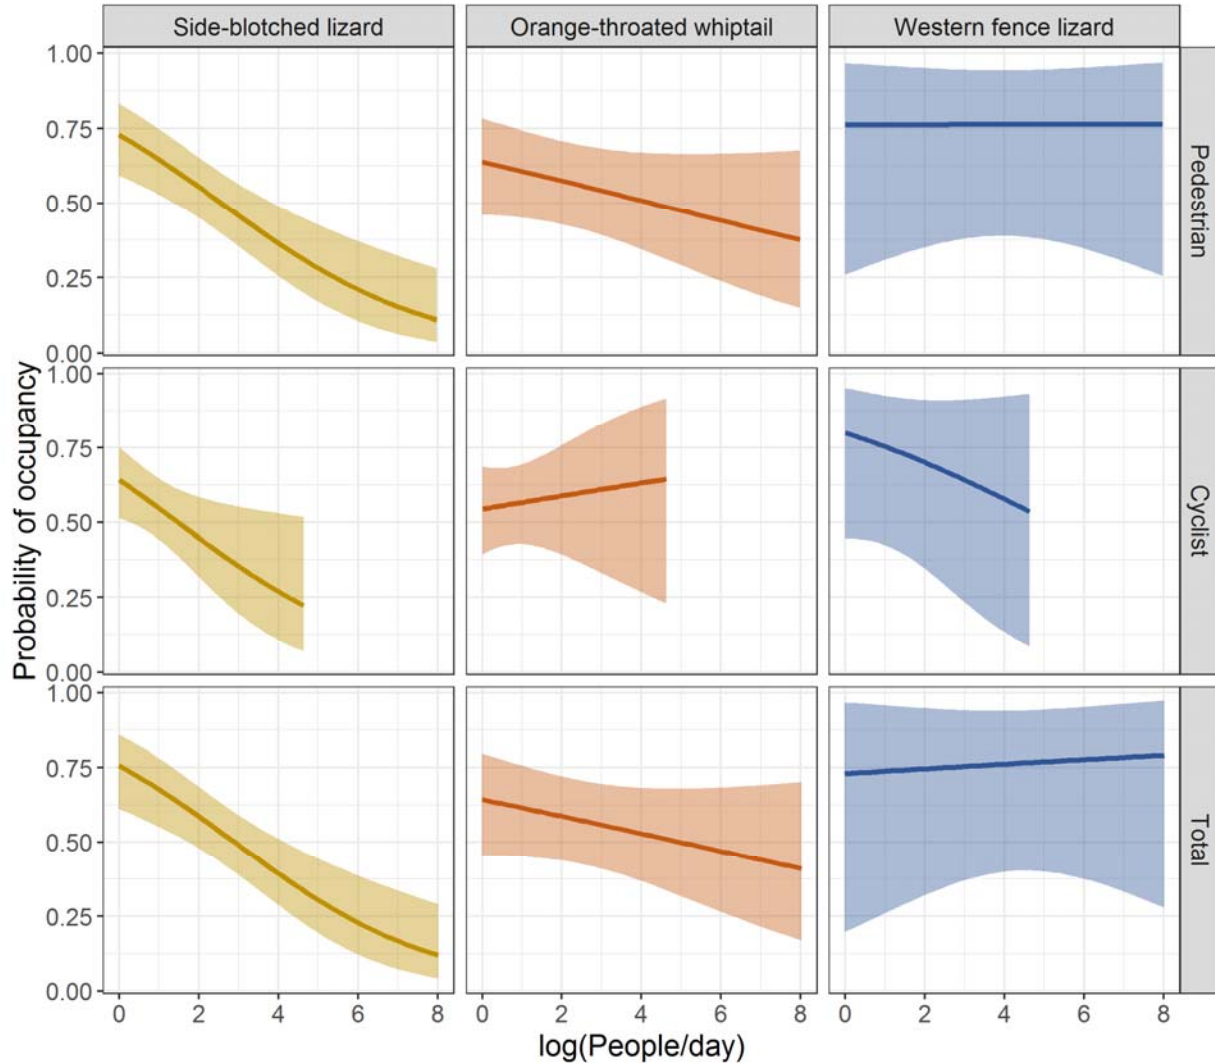 Side-blotched lizard Orange-throated whiptail Western fence lizard
1.00
0.75
0.50
0.25
0.00
Pedestrian
1.00
0.75
0.50
0.25
0.00
Cyclist
1.00
0.75
0.50
0.25
0.00
Total
Probability of occupancy
0 2 4 6 8 0 2 4 6 8 0 2 4 6 8
log(People/day)